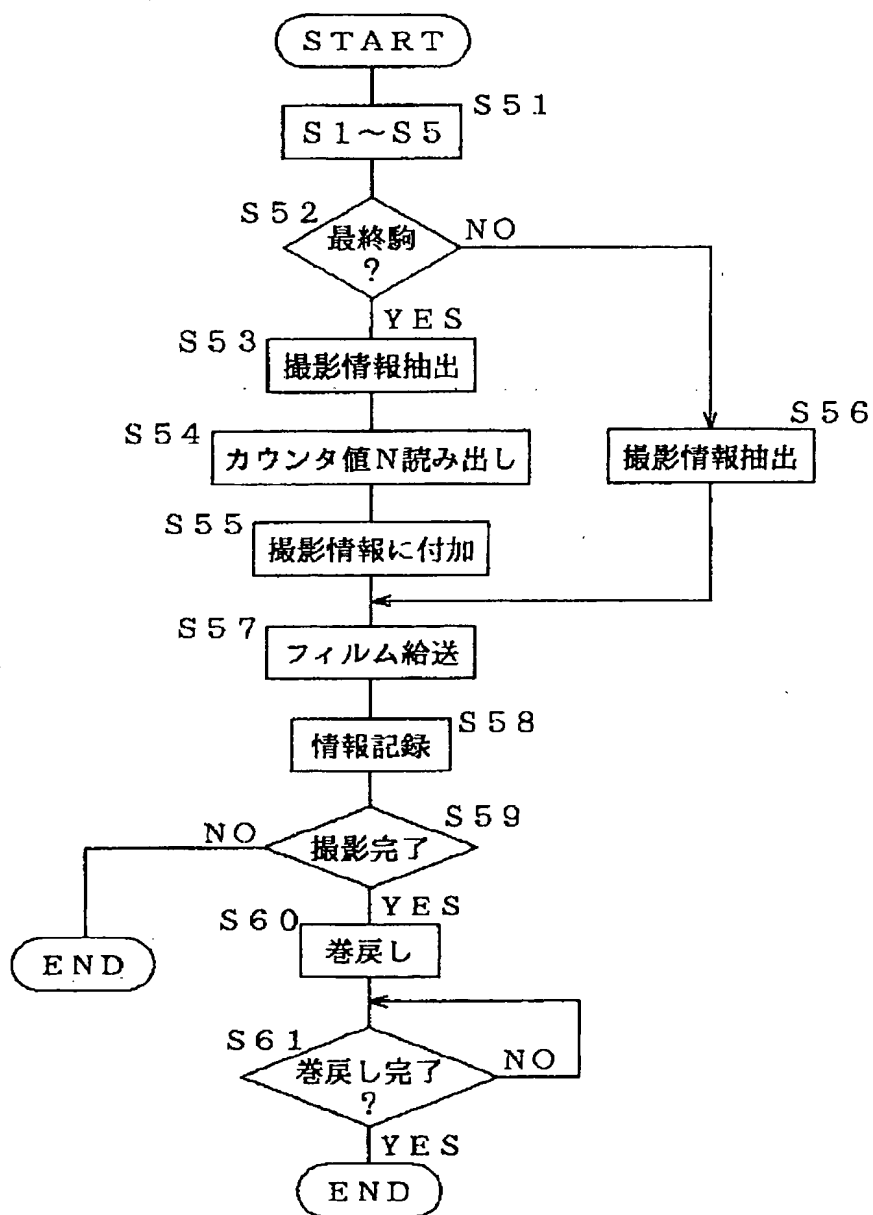 START
S51
S1～S5
S52
最終駒
?
NO
YES
S53
撮影情報抽出
S54
カウンタ値N読み出し
S56
撮影情報抽出
S55
撮影情報に付加
S57
フィルム給送
S58
情報記録
S59
撮影完了
NO
YES
END
S60
巻戻し
S61
巻戻し完了
?
NO
YES
END